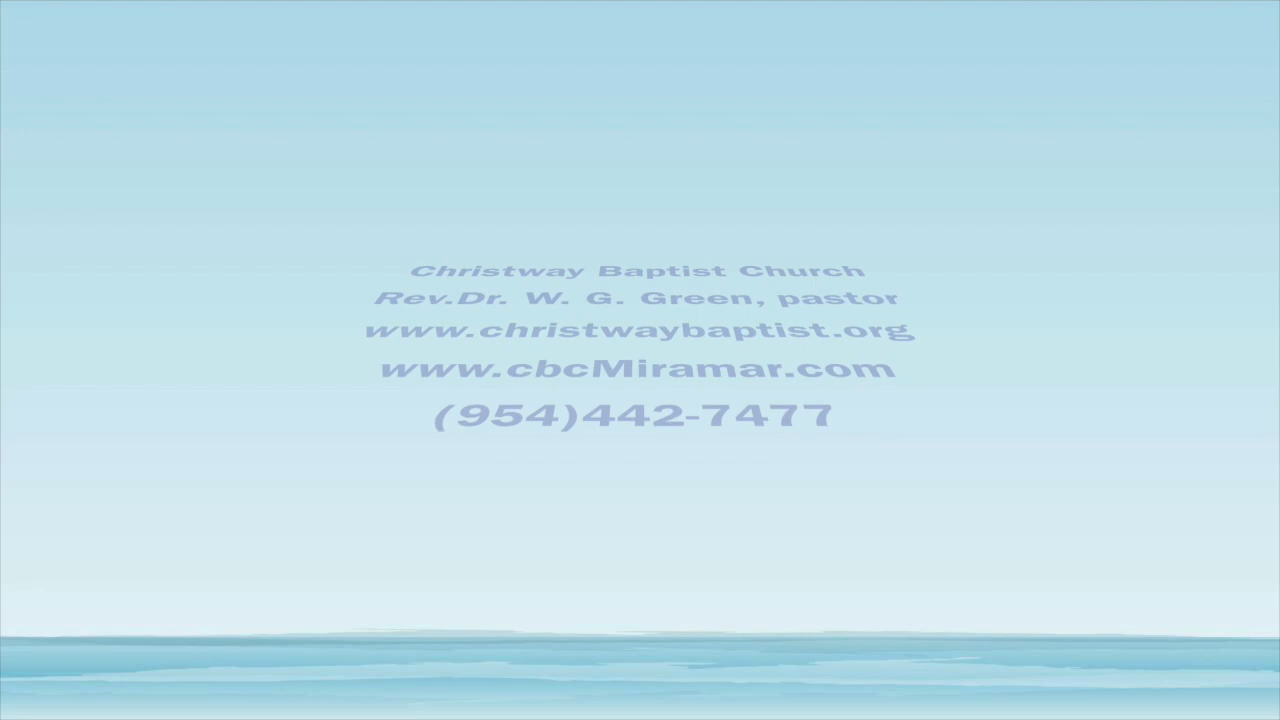 Christway Baptist Church
Rev.Dr. W. G. Green, pastor
www.christwaybaptist.org
www.cbcMiramar.com
(954)442-7477